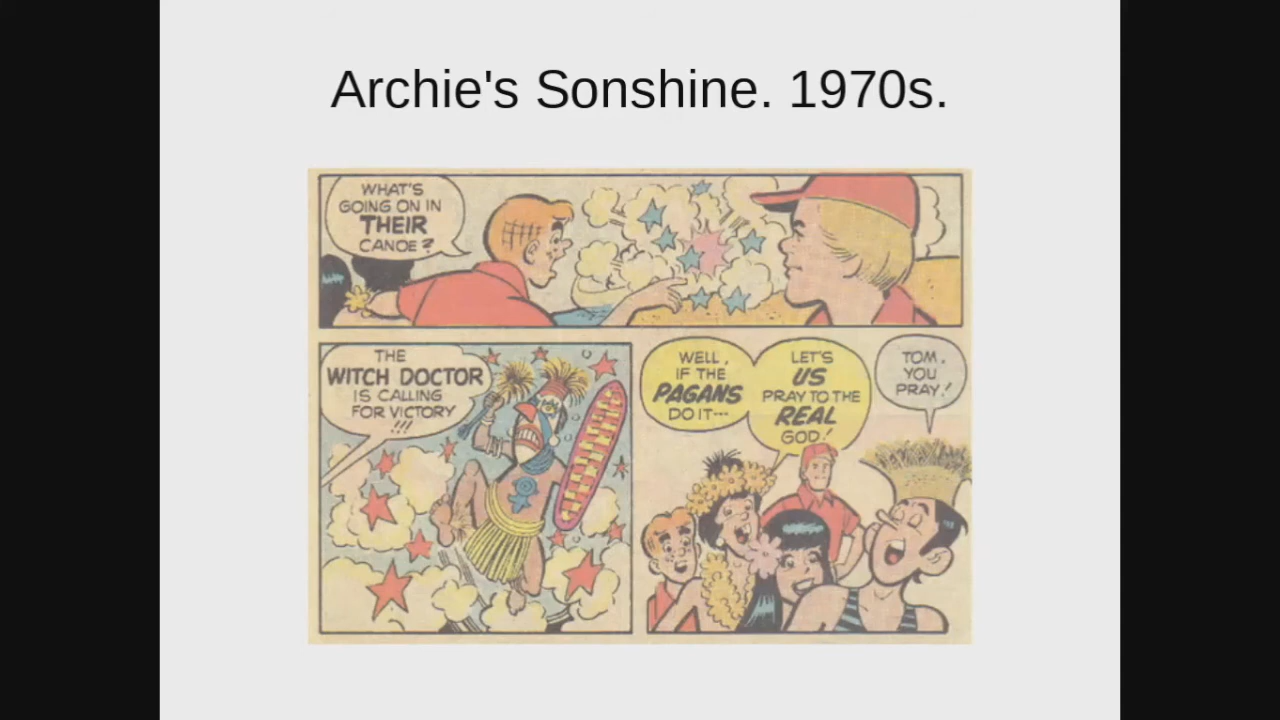 Archie's Sonshine. 1970s.
WHAT'S
GOING ON IN
THEIR
CANOE?
THE
WITCH DOCTOR
IS CALLING
FOR VICTORY
!!!
WELL,
IF THE
PAGANS
DO IT---
LET'S
US
PRAY TO THE
REAL
GOD!
TOM,
YOU
PRAY!